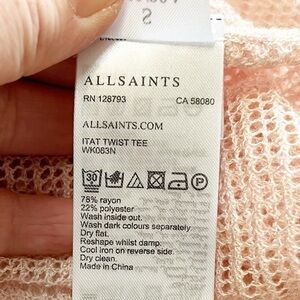 S
ALLSAINTS
RN 128793 CA 58080
ALLSAINTS.COM
ITAT TWIST TEE
WK063N
30
P
78% rayon
22% polyester
Wash inside out.
Wash dark colours separately
Dry flat.
Reshape whilst damp.
Cool iron on reverse side.
Dry clean.
Made in China